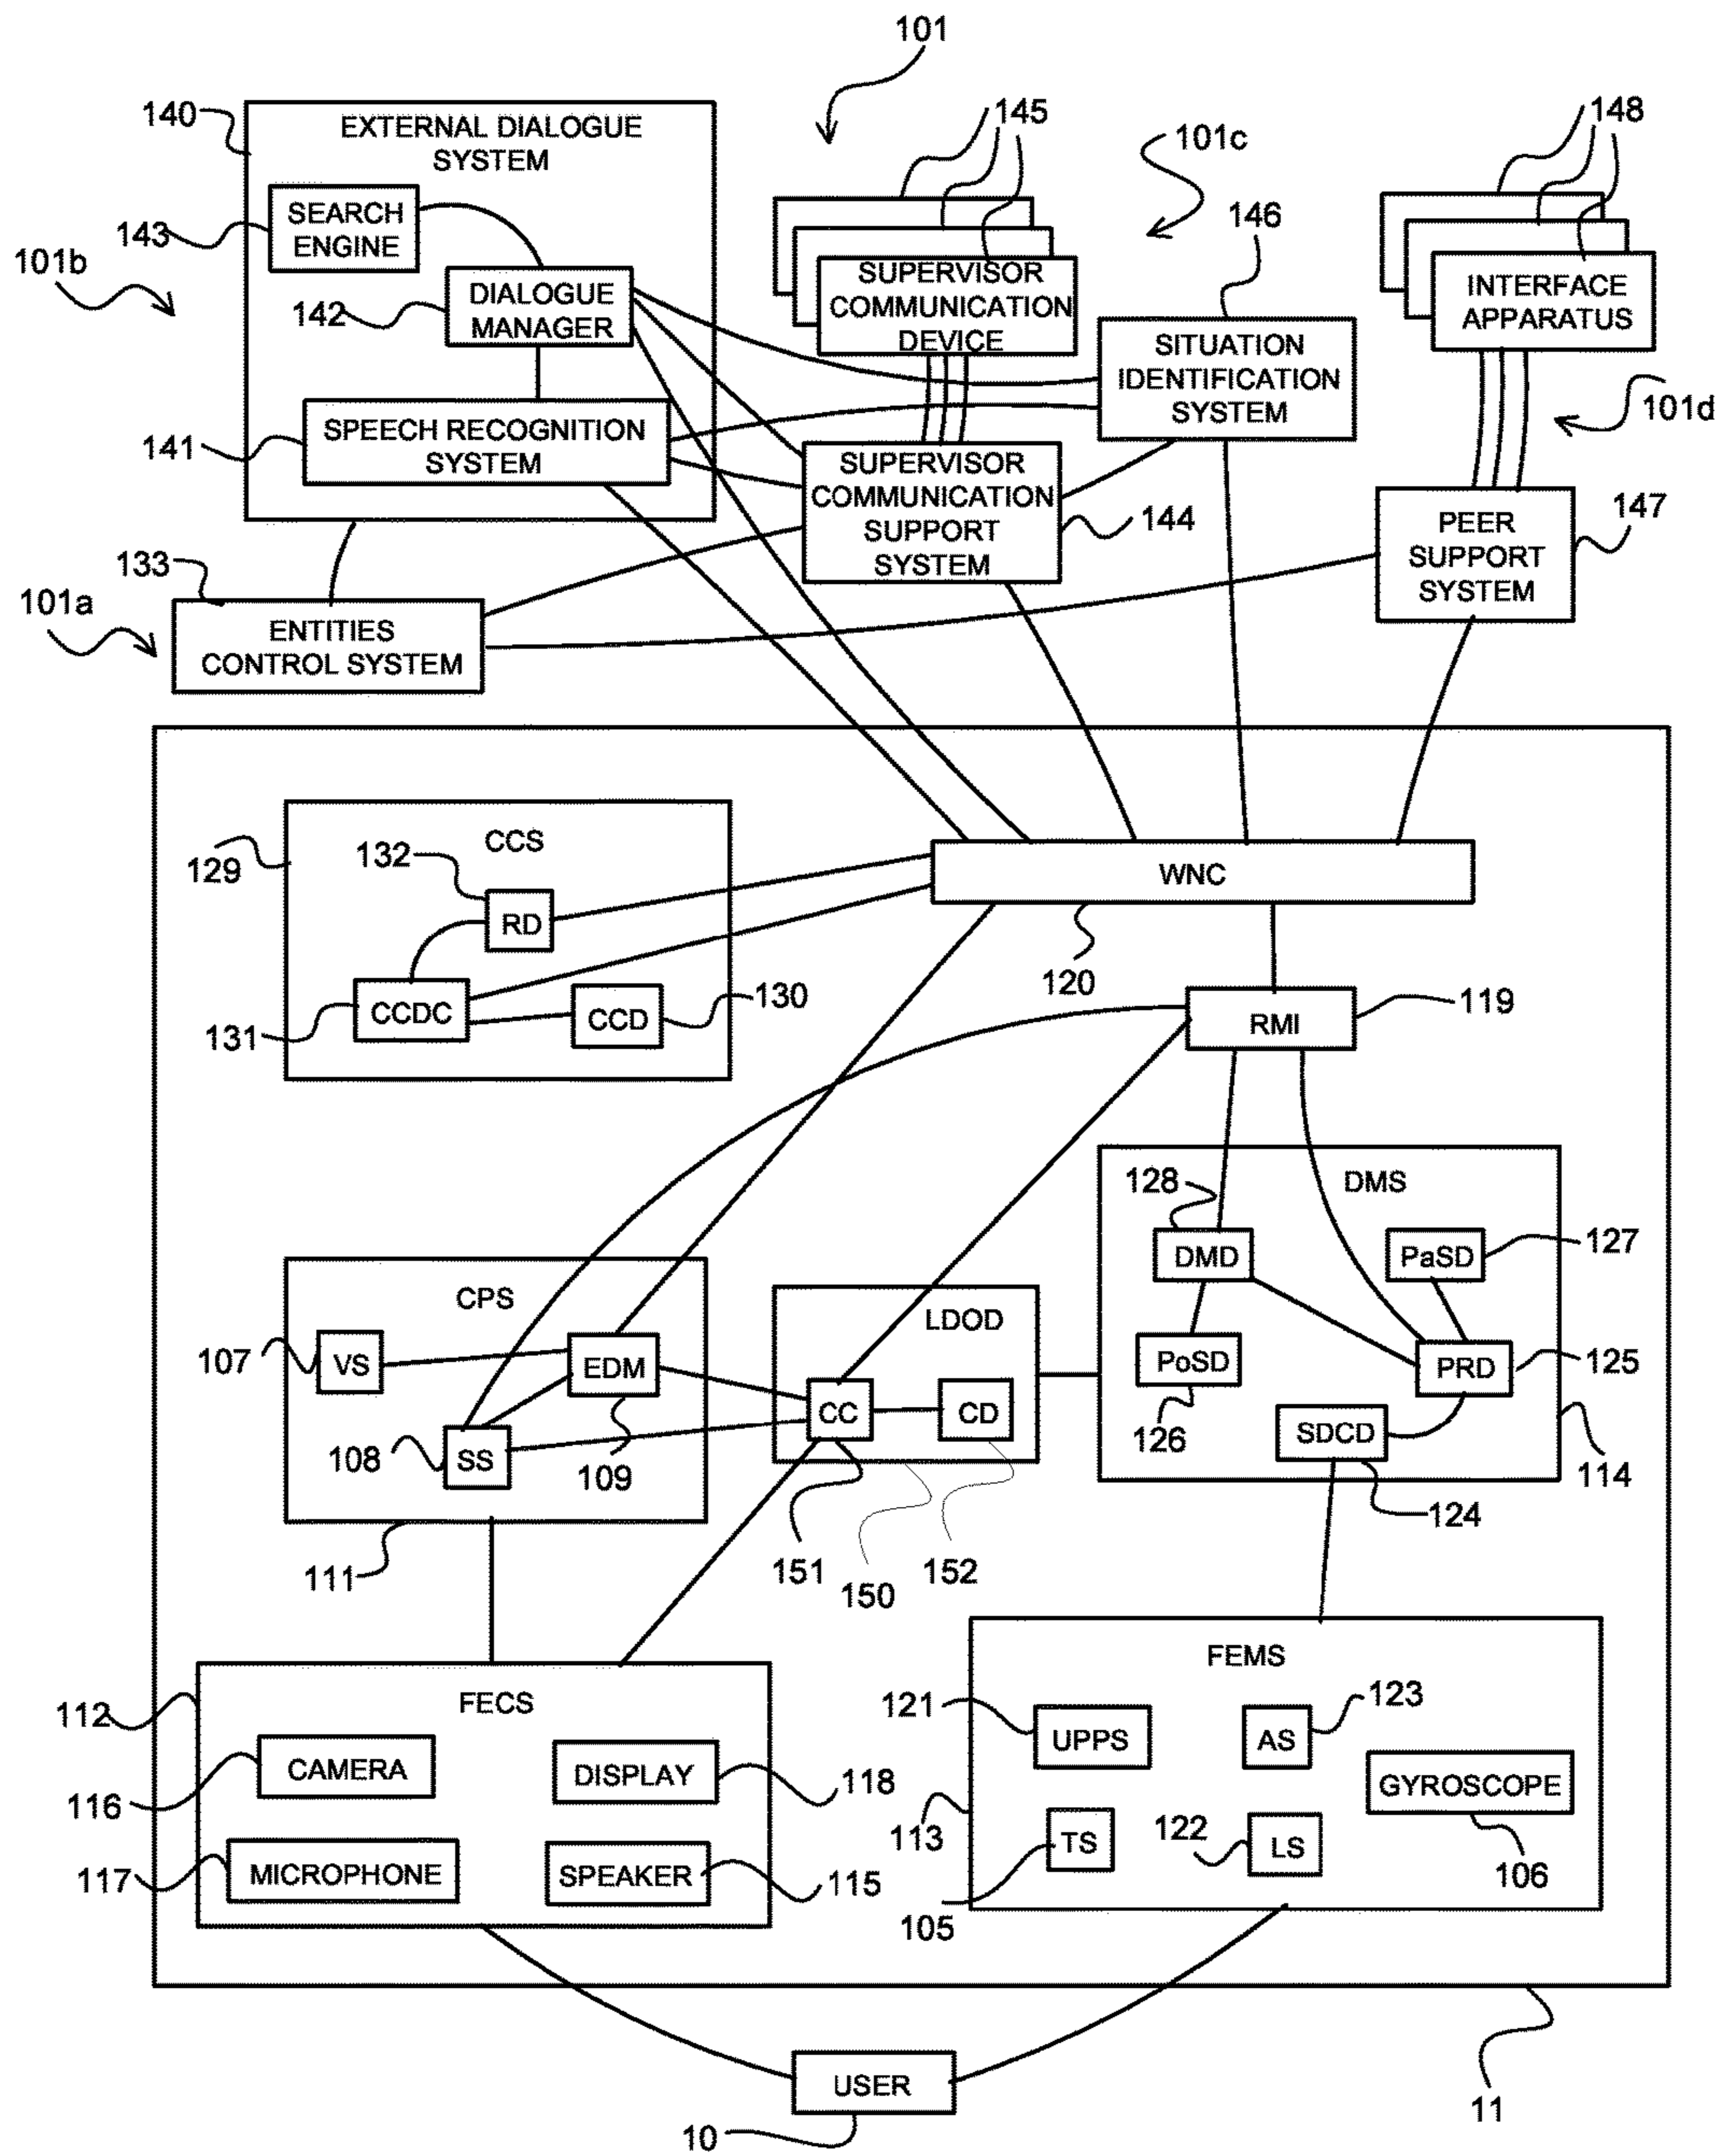 101
140
EXTERNAL DIALOGUE
SYSTEM
145
101c
148
143
SEARCH
ENGINE
146
101b
142
DIALOGUE
MANAGER
SUPERVISOR
COMMUNICATION
DEVICE
INTERFACE
APPARATUS
SITUATION
IDENTIFICATION
SYSTEM
101d
141
SPEECH RECOGNITION
SYSTEM
SUPERVISOR
COMMUNICATION
SUPPORT
SYSTEM
144
PEER
SUPPORT
SYSTEM
147
133
101a
ENTITIES
CONTROL SYSTEM
129
CCS
132
RD
WNC
120
131
CCDC
CCD
130
RMI
119
128
DMS
DMD
PaSD
127
CPS
LDOD
107
VS
EDM
PoSD
PRD
125
CC
CD
126
SDCD
108
SS
109
114
124
111
151
150
152
FECS
FEMS
112
121
UPPS
AS
123
CAMERA
DISPLAY
118
GYROSCOPE
116
113
TS
122
LS
117
MICROPHONE
SPEAKER
115
106
105
USER
10
11